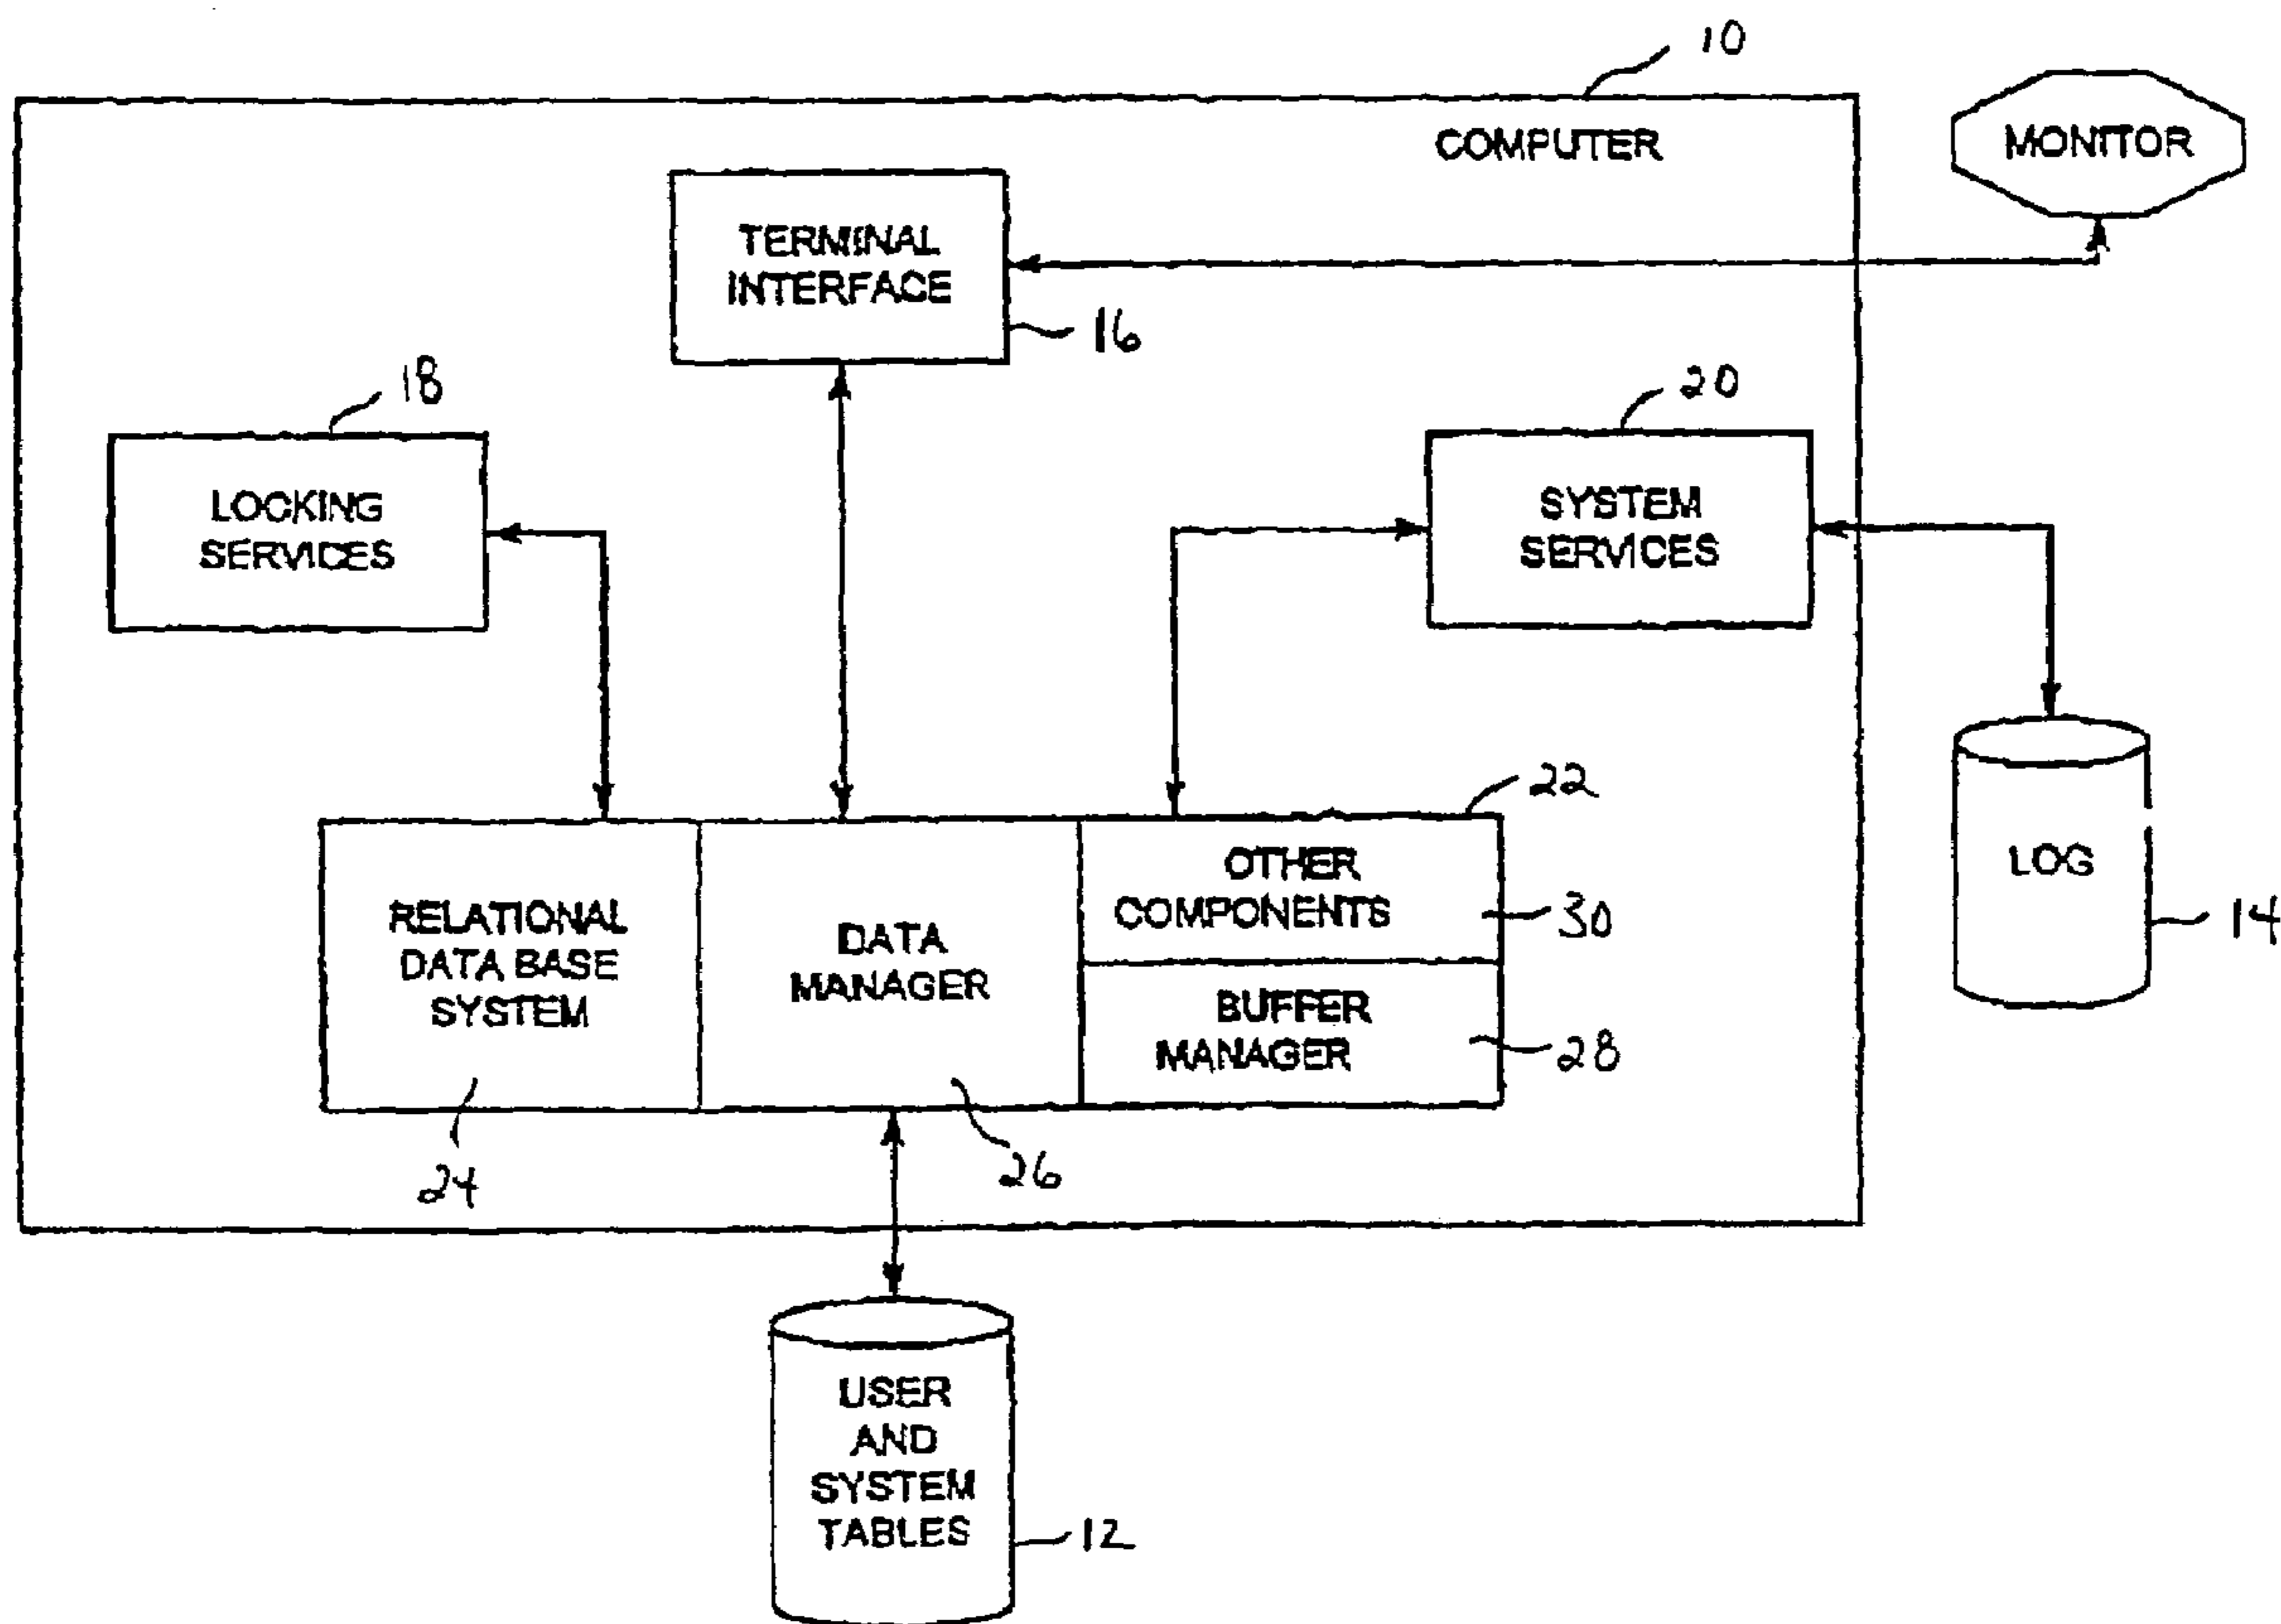 10
COMPUTER
MONITOR
TERMINAL
INTERFACE
16
18
20
LOCKING
SERVICES
SYSTEM
SERVICES
22
RELATIONAL
DATA BASE
SYSTEM
DATA
MANAGER
OTHER
COMPONENTS
30
BUFFER
MANAGER
28
LOG
14
24
26
USER
AND
SYSTEM
TABLES
12